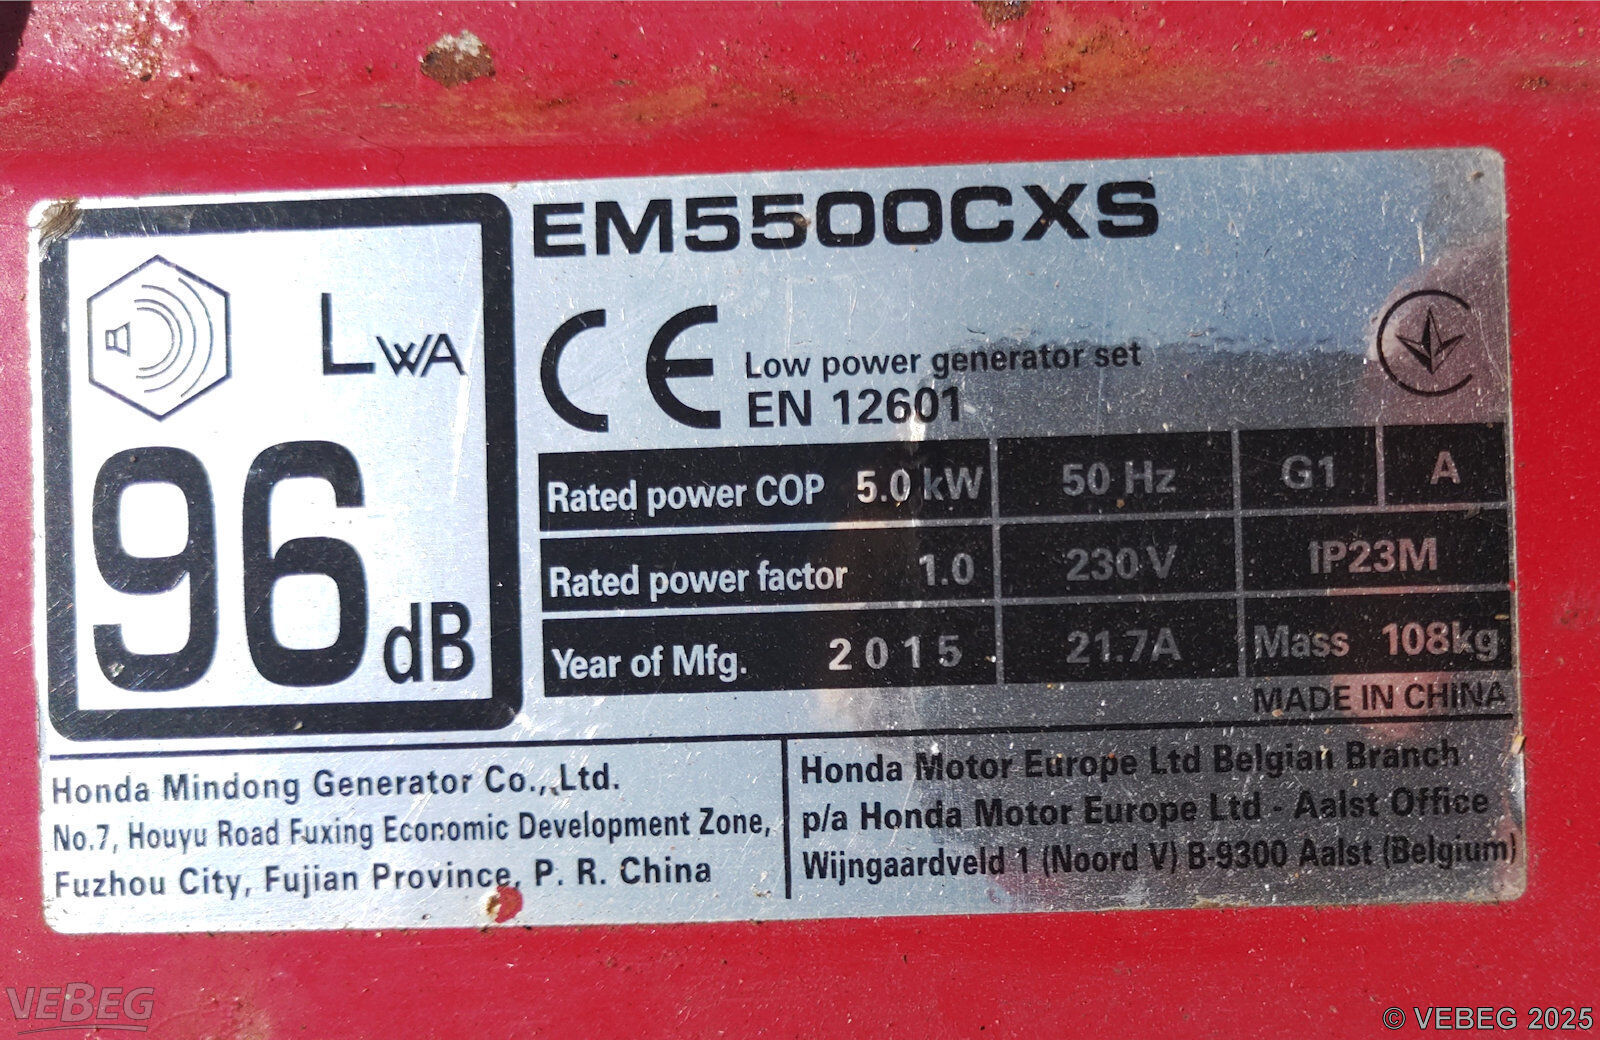 EM5500CXS
LWA
96 dB
CE
Low power generator set
EN 12601
Rated power COP 5.0 kW 50 Hz G1 A
Rated power factor 1.0 230 V IP23M
Year of Mfg. 2015 21.7A Mass 108kg
MADE IN CHINA
Honda Mindong Generator Co., Ltd.
No.7, Houyu Road Fuxing Economic Development Zone,
Fuzhou City, Fujian Province, P. R. China
Honda Motor Europe Ltd Belgian Branch
p/a Honda Motor Europe Ltd - Aalst Office
Wijngaardveld 1 (Noord V) B-9300 Aalst (Belgium)
VEBEG
© VEBEG 2025